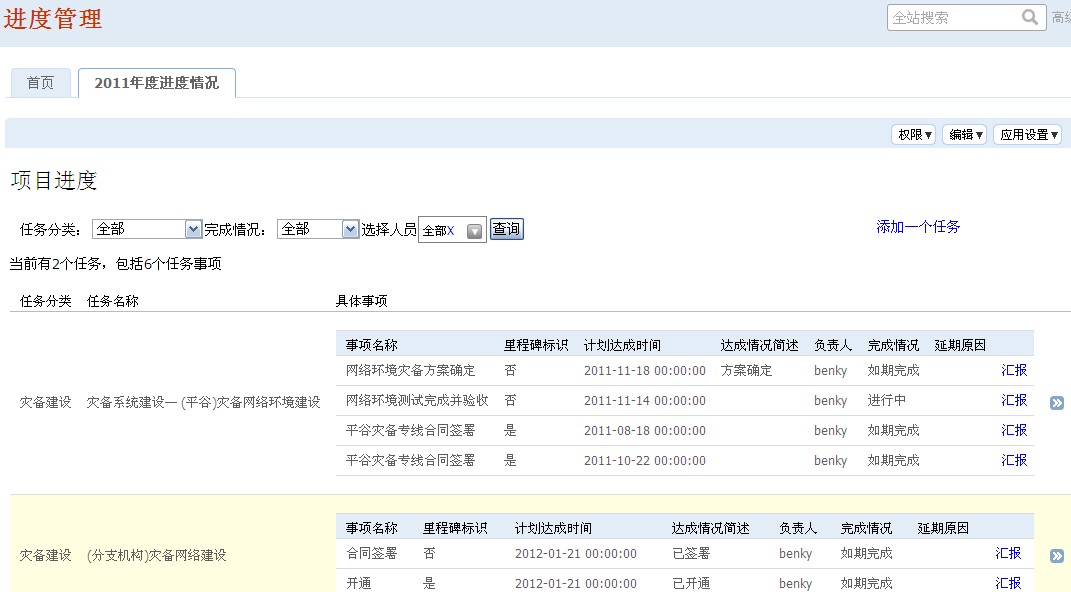 进度管理
全站搜索 高级
首页 2011年度进度情况
权限▾ 编辑▾ 应用设置▾
项目进度
任务分类: 全部 完成情况: 全部 选择人员 全部X 查询 添加一个任务
当前有2个任务，包括6个任务事项
任务分类 任务名称 具体事项
事项名称 里程碑标识 计划达成时间 达成情况简述 负责人 完成情况 延期原因
网络环境灾备方案确定 否 2011-11-18 00:00:00 方案确定 benky 如期完成 汇报
灾备建设 灾备系统建设一 (平谷)灾备网络环境建设
网络环境测试完成并验收 否 2011-11-14 00:00:00 benky 进行中 汇报
平谷灾备专线合同签署 是 2011-08-18 00:00:00 benky 如期完成 汇报
平谷灾备专线合同签署 是 2011-10-22 00:00:00 benky 如期完成 汇报
事项名称 里程碑标识 计划达成时间 达成情况简述 负责人 完成情况 延期原因
灾备建设 (分支机构)灾备网络建设
合同签署 否 2012-01-21 00:00:00 已签署 benky 如期完成 汇报
开通 是 2012-01-21 00:00:00 已开通 benky 如期完成 汇报